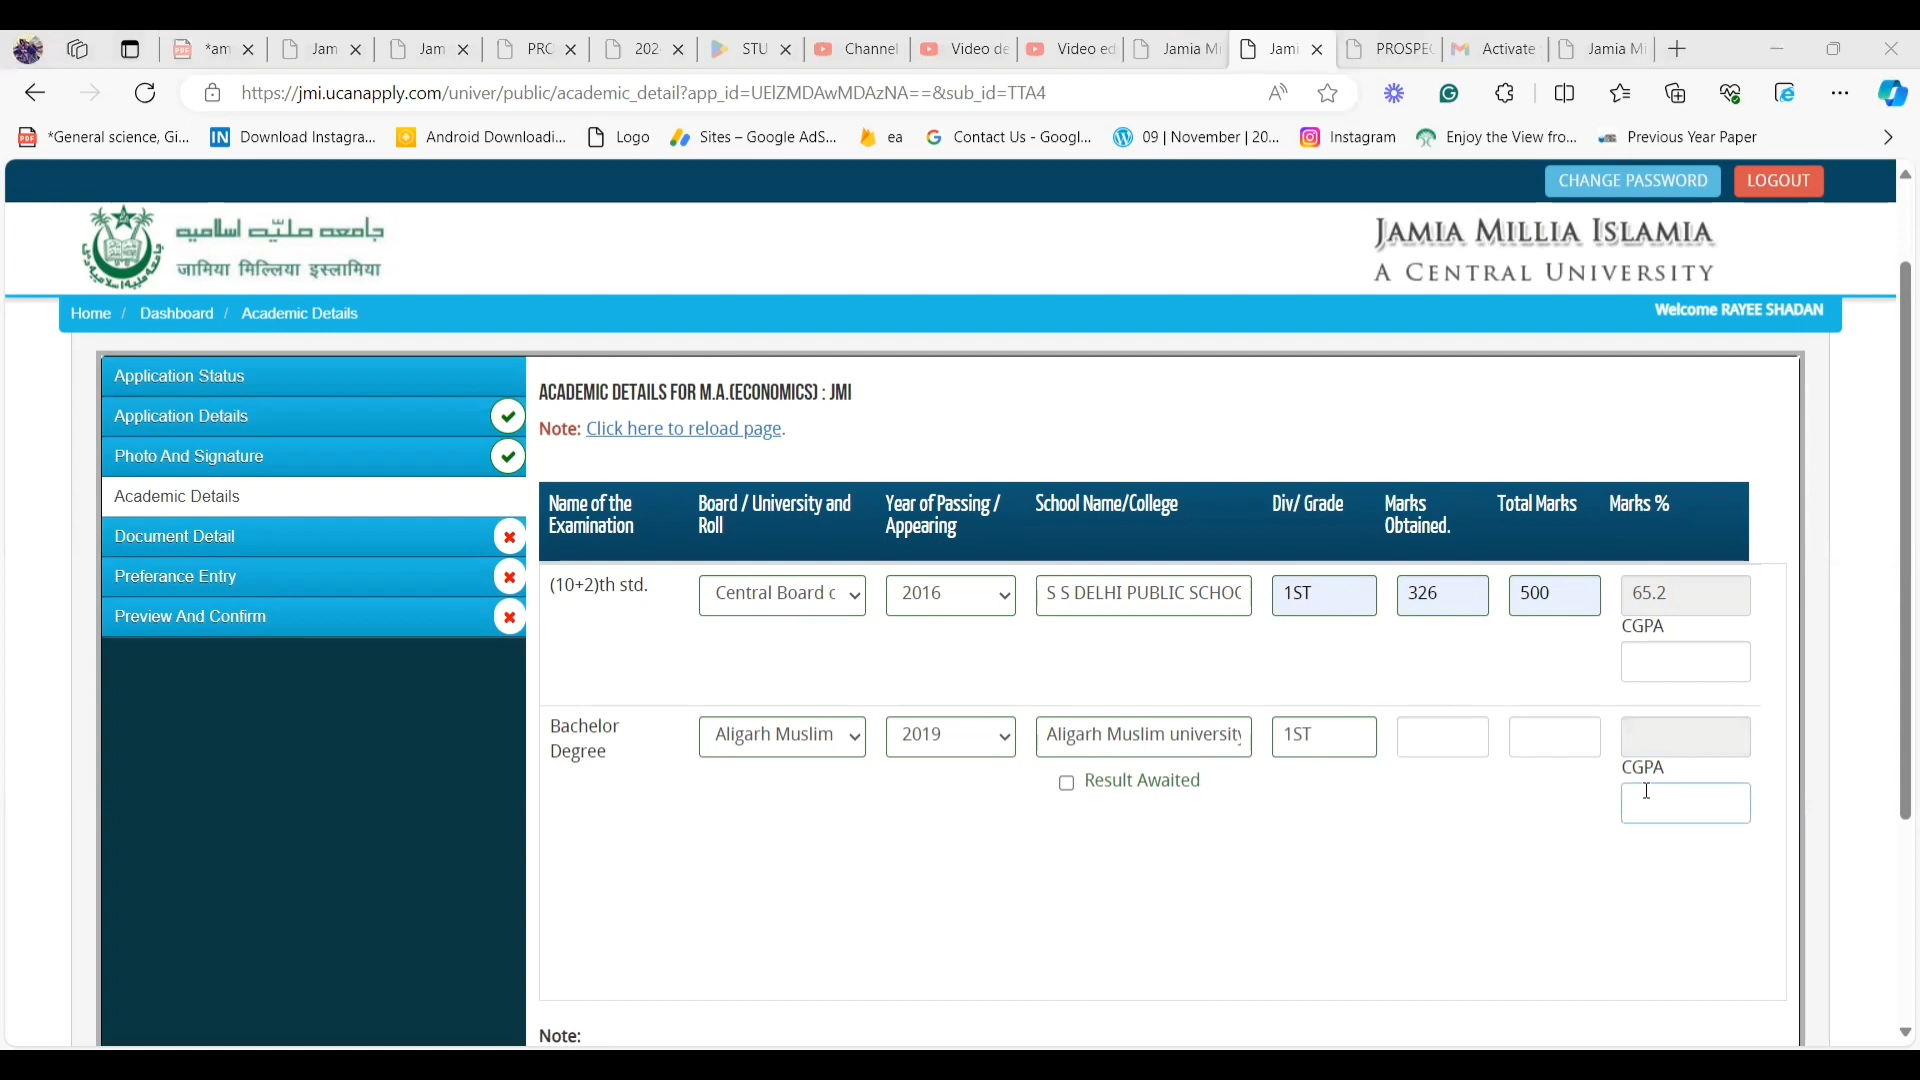 *am
Jam
Jam
PRC
202
STU
Channel
Video de
Video ed
Jamia Mi
Jami
PROSPEC
Activate
Jamia Mi
https://jmi.ucanapply.com/univer/public/academic_detail?app_id=UElZMDAwMDAzNA==&sub_id=TTA4
*General science, Gi...
Download Instagra...
Android Downloadi...
Logo
Sites – Google AdS...
ea
Contact Us - Googl...
09 | November | 20...
Instagram
Enjoy the View fro...
Previous Year Paper
CHANGE PASSWORD
LOGOUT
جامعہ ملیّہ اسلامیہ
जामिया मिल्लिया इस्लामिया
JAMIA MILLIA ISLAMIA
A CENTRAL UNIVERSITY
Home / Dashboard / Academic Details
Welcome RAYEE SHADAN
Application Status
Application Details
Photo And Signature
Academic Details
Document Detail
Preferance Entry
Preview And Confirm
ACADEMIC DETAILS FOR M.A.(ECONOMICS) : JMI
Note: Click here to reload page.
Name of the Examination
Board / University and Roll
Year of Passing / Appearing
School Name/College
Div/ Grade
Marks Obtained.
Total Marks
Marks %
(10+2)th std.
Central Board c
2016
S S DELHI PUBLIC SCHOC
1ST
326
500
65.2
CGPA
Bachelor Degree
Aligarh Muslim
2019
Aligarh Muslim university
1ST
CGPA
Result Awaited
Note: